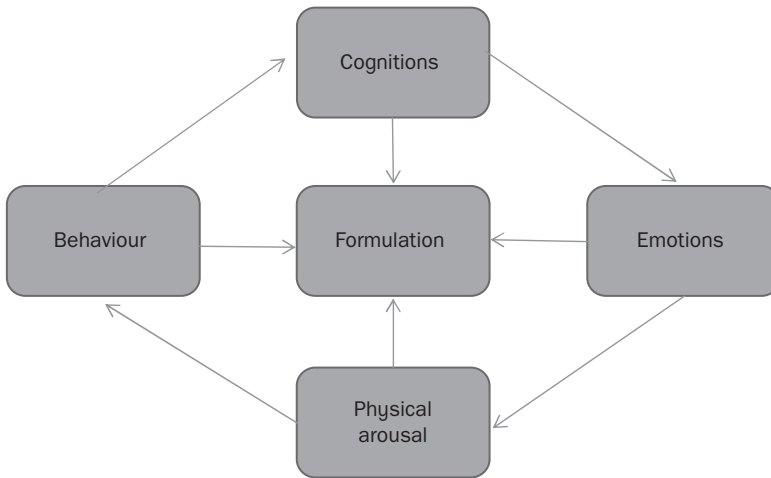 Cognitions
Behaviour
Formulation
Emotions
Physical
arousal